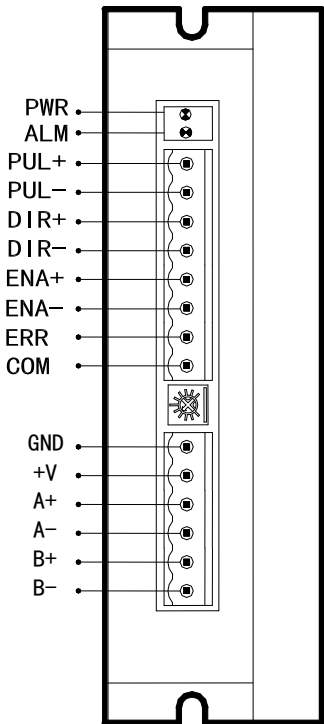 PWR
ALM
PUL+
PUL-
DIR+
DIR-
ENA+
ENA-
ERR
COM
GND
+V
A+
A-
B+
B-